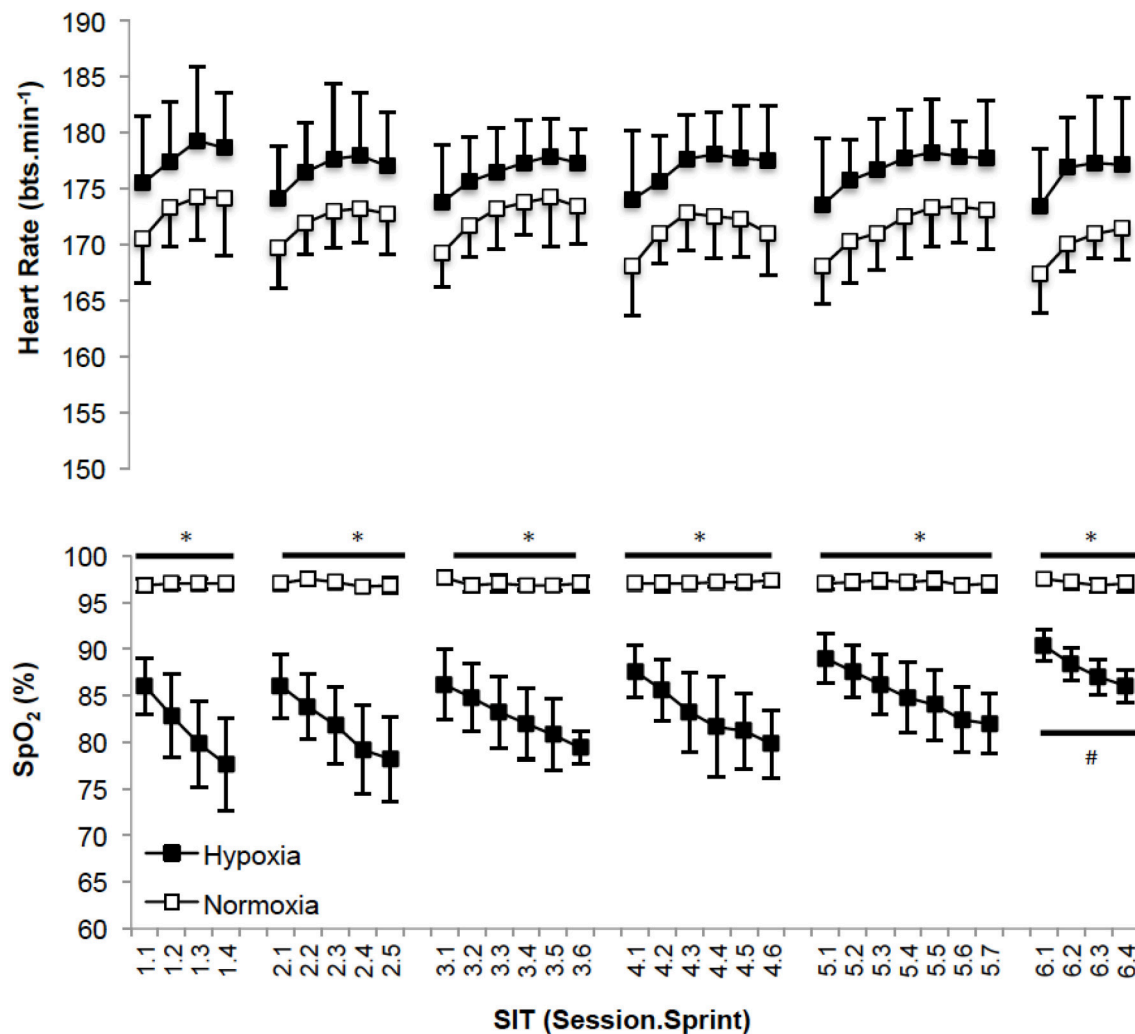 Heart Rate (bts.min-1)
190
185
180
175
170
165
160
155
150
* * * * * *
SpO2 (%)
100
95
90
85
80
75
70
65
60
#
Hypoxia
Normoxia
1.1 1.2 1.3 1.4 2.1 2.2 2.3 2.4 2.5 3.1 3.2 3.3 3.4 3.5 3.6 4.1 4.2 4.3 4.4 4.5 4.6 5.1 5.2 5.3 5.4 5.5 5.6 5.7 6.1 6.2 6.3 6.4
SIT (Session.Sprint)